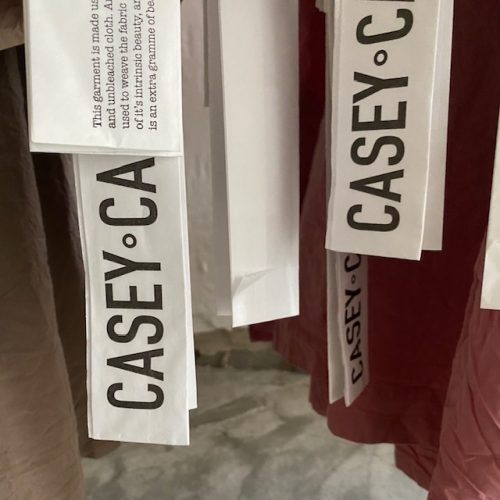 This garment is made us
and unbleached cloth. A
used to weave the fabric
of it's intrinsic beauty, a
is an extra gramme of be
CASEY∘CA
CASEY∘C
CASEY∘C